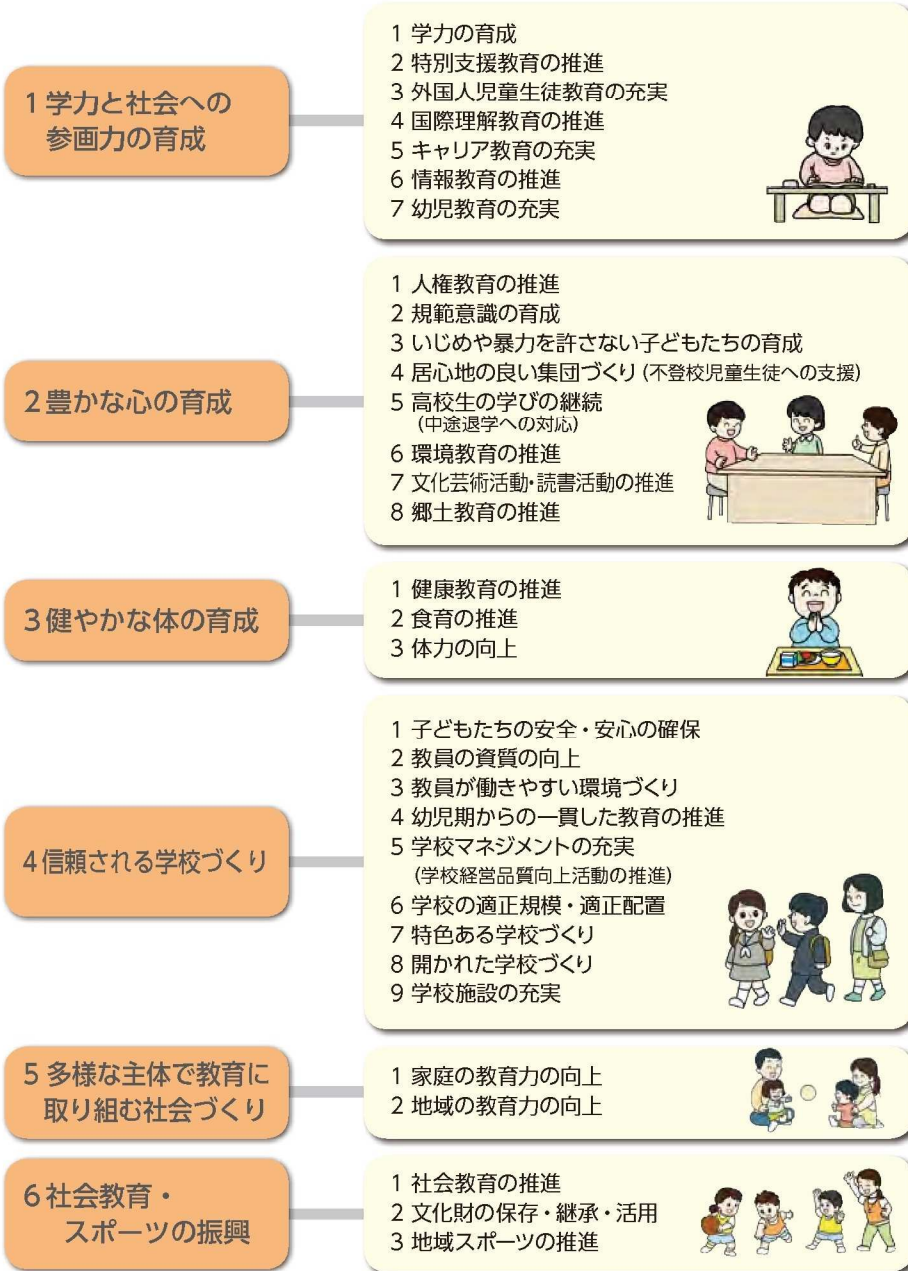 1 学力と社会への
参画力の育成
1 学力の育成
2 特別支援教育の推進
3 外国人児童生徒教育の充実
4 国際理解教育の推進
5 キャリア教育の充実
6 情報教育の推進
7 幼児教育の充実
2 豊かな心の育成
1 人権教育の推進
2 規範意識の育成
3 いじめや暴力を許さない子どもたちの育成
4 居心地の良い集団づくり (不登校児童生徒への支援)
5 高校生の学びの継続
(中途退学への対応)
6 環境教育の推進
7 文化芸術活動・読書活動の推進
8 郷土教育の推進
3 健やかな体の育成
1 健康教育の推進
2 食育の推進
3 体力の向上
4 信頼される学校づくり
1 子どもたちの安全・安心の確保
2 教員の資質の向上
3 教員が働きやすい環境づくり
4 幼児期からの一貫した教育の推進
5 学校マネジメントの充実
(学校経営品質向上活動の推進)
6 学校の適正規模・適正配置
7 特色ある学校づくり
8 開かれた学校づくり
9 学校施設の充実
5 多様な主体で教育に
取り組む社会づくり
1 家庭の教育力の向上
2 地域の教育力の向上
6 社会教育・
スポーツの振興
1 社会教育の推進
2 文化財の保存・継承・活用
3 地域スポーツの推進